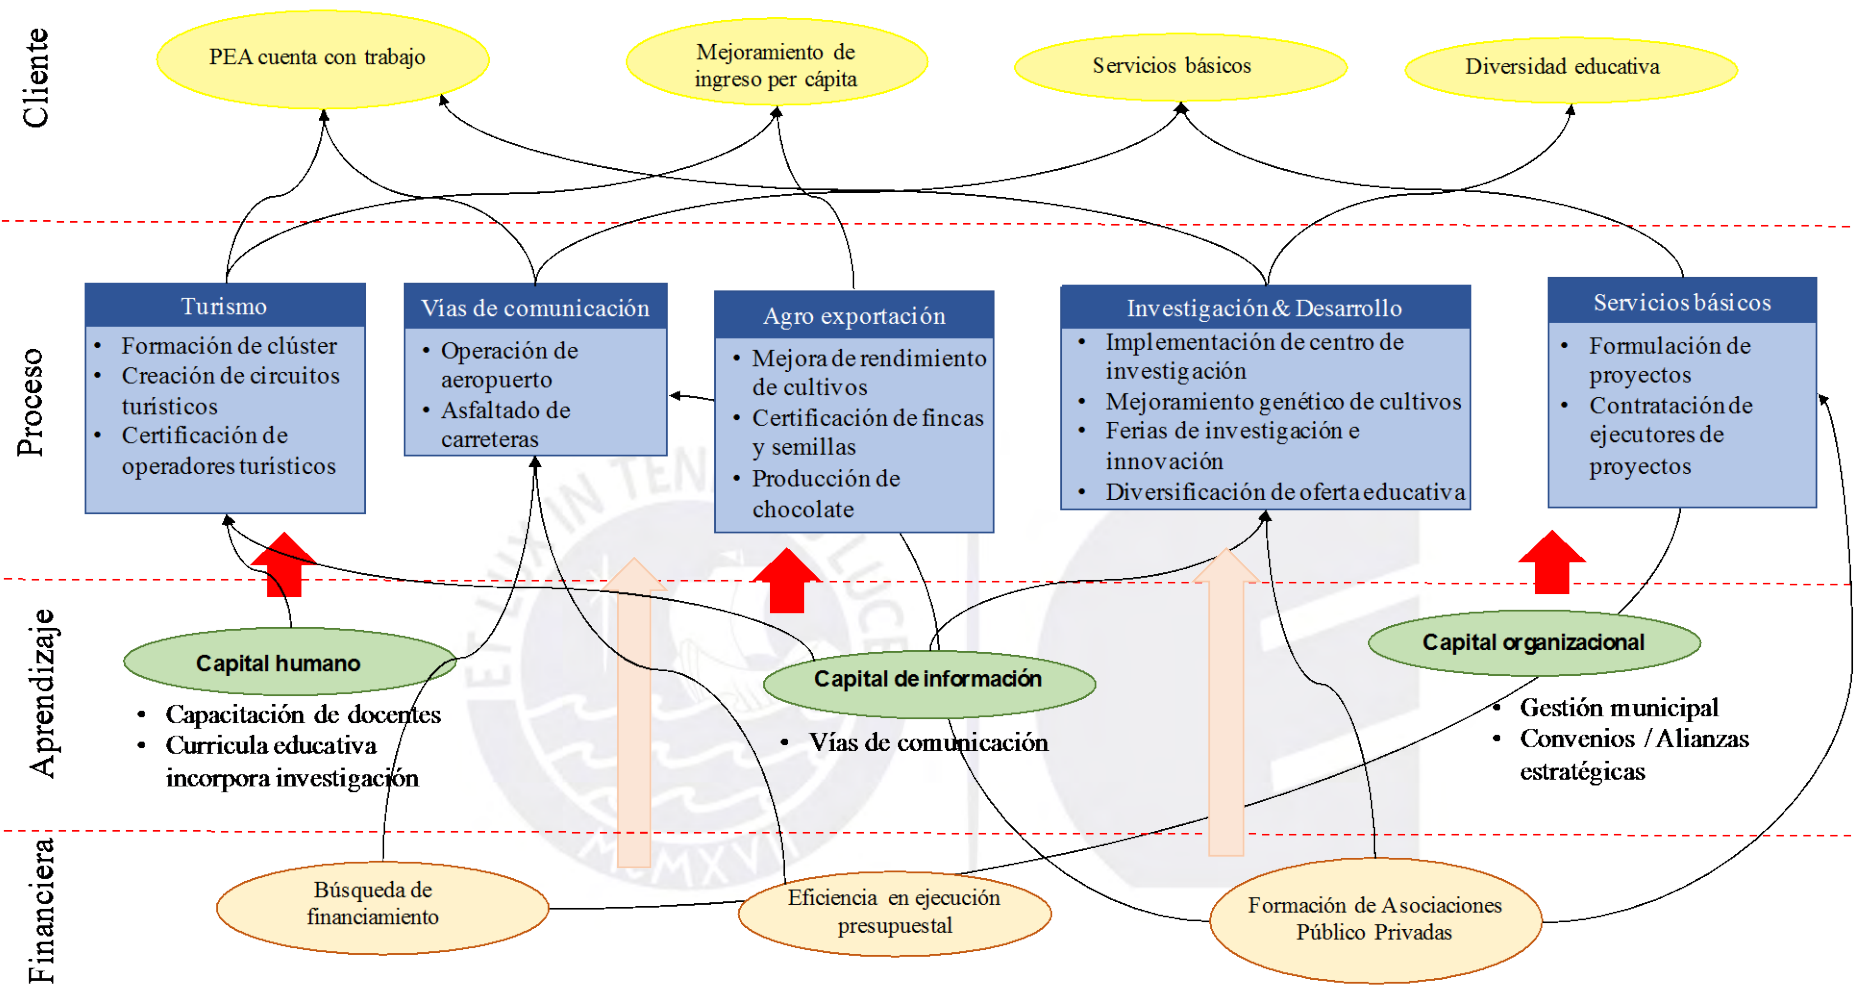 Cliente
PEA cuenta con trabajo
Mejoramiento de
ingreso per cápita
Servicios básicos
Diversidad educativa
Proceso
Turismo
• Formación de clúster
• Creación de circuitos
turísticos
• Certificación de
operadores turísticos
Vías de comunicación
• Operación de
aeropuerto
• Asfaltado de
carreteras
Agro exportación
• Mejora de rendimiento
de cultivos
• Certificación de fincas
y semillas
• Producción de
chocolate
Investigación & Desarrollo
• Implementación de centro de
investigación
• Mejoramiento genético de cultivos
• Ferias de investigación e
innovación
• Diversificación de oferta educativa
Servicios básicos
• Formulación de
proyectos
• Contratación de
ejecutores de
proyectos
Aprendizaje
Capital humano
• Capacitación de docentes
• Curricula educativa
incorpora investigación
Capital de información
• Vías de comunicación
Capital organizacional
• Gestión municipal
• Convenios / Alianzas
estratégicas
Financiera
Búsqueda de
financiamiento
Eficiencia en ejecución
presupuestal
Formación de Asociaciones
Público Privadas
ET LUX IN TEN
LUCE
MCMXVII